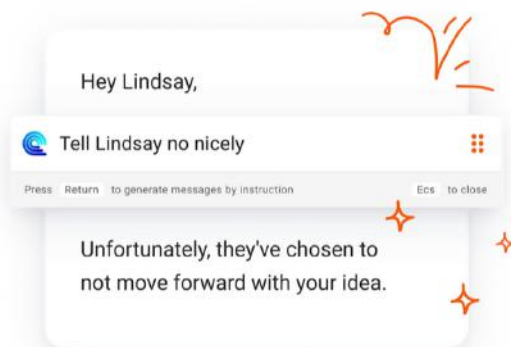 Hey Lindsay,
Tell Lindsay no nicely
Press Return to generate messages by instruction Ecs to close
Unfortunately, they've chosen to
not move forward with your idea.